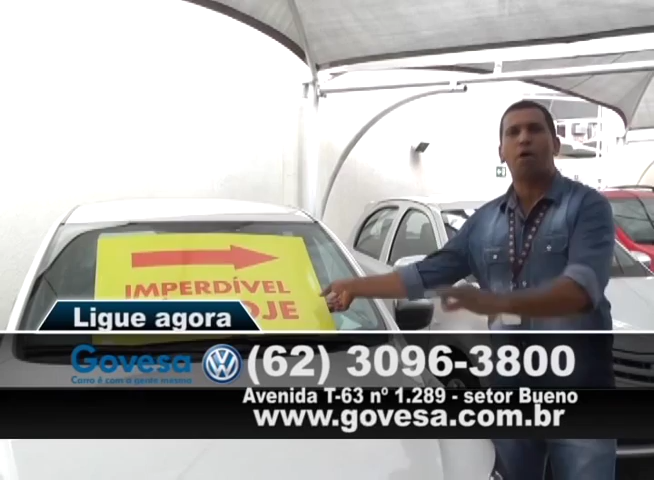 IMPERDÍVEL
OJE
Ligue agora
Govesa
Carro é com a gente mesmo
(62) 3096-3800
Avenida T-63 nº 1.289 - setor Bueno
www.govesa.com.br